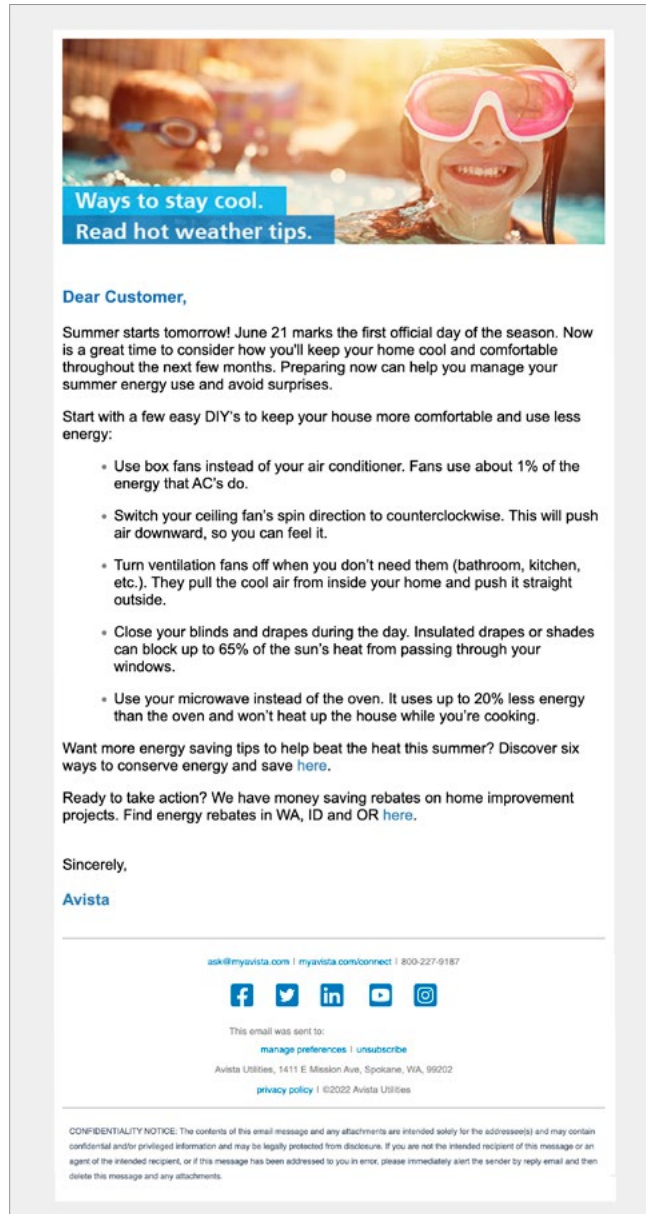 Ways to stay cool.
Read hot weather tips.
Dear Customer,
Summer starts tomorrow! June 21 marks the first official day of the season. Now
is a great time to consider how you'll keep your home cool and comfortable
throughout the next few months. Preparing now can help you manage your
summer energy use and avoid surprises.
Start with a few easy DIY's to keep your house more comfortable and use less
energy:
• Use box fans instead of your air conditioner. Fans use about 1% of the
energy that AC's do.
• Switch your ceiling fan's spin direction to counterclockwise. This will push
air downward, so you can feel it.
• Turn ventilation fans off when you don't need them (bathroom, kitchen,
etc.). They pull the cool air from inside your home and push it straight
outside.
• Close your blinds and drapes during the day. Insulated drapes or shades
can block up to 65% of the sun's heat from passing through your
windows.
• Use your microwave instead of the oven. It uses up to 20% less energy
than the oven and won't heat up the house while you're cooking.
Want more energy saving tips to help beat the heat this summer? Discover six
ways to conserve energy and save here.
Ready to take action? We have money saving rebates on home improvement
projects. Find energy rebates in WA, ID and OR here.
Sincerely,
Avista
ask@myavista.com | myavista.com/connect | 800-227-9187
This email was sent to:
manage preferences | unsubscribe
Avista Utilities, 1411 E Mission Ave, Spokane, WA, 99202
privacy policy | ©2022 Avista Utilities
CONFIDENTIALITY NOTICE: The contents of this email message and any attachments are intended solely for the addressee(s) and may contain
confidential and/or privileged information and may be legally protected from disclosure. If you are not the intended recipient of this message or an
agent of the intended recipient, or if this message has been addressed to you in error, please immediately alert the sender by reply email and then
delete this message and any attachments.